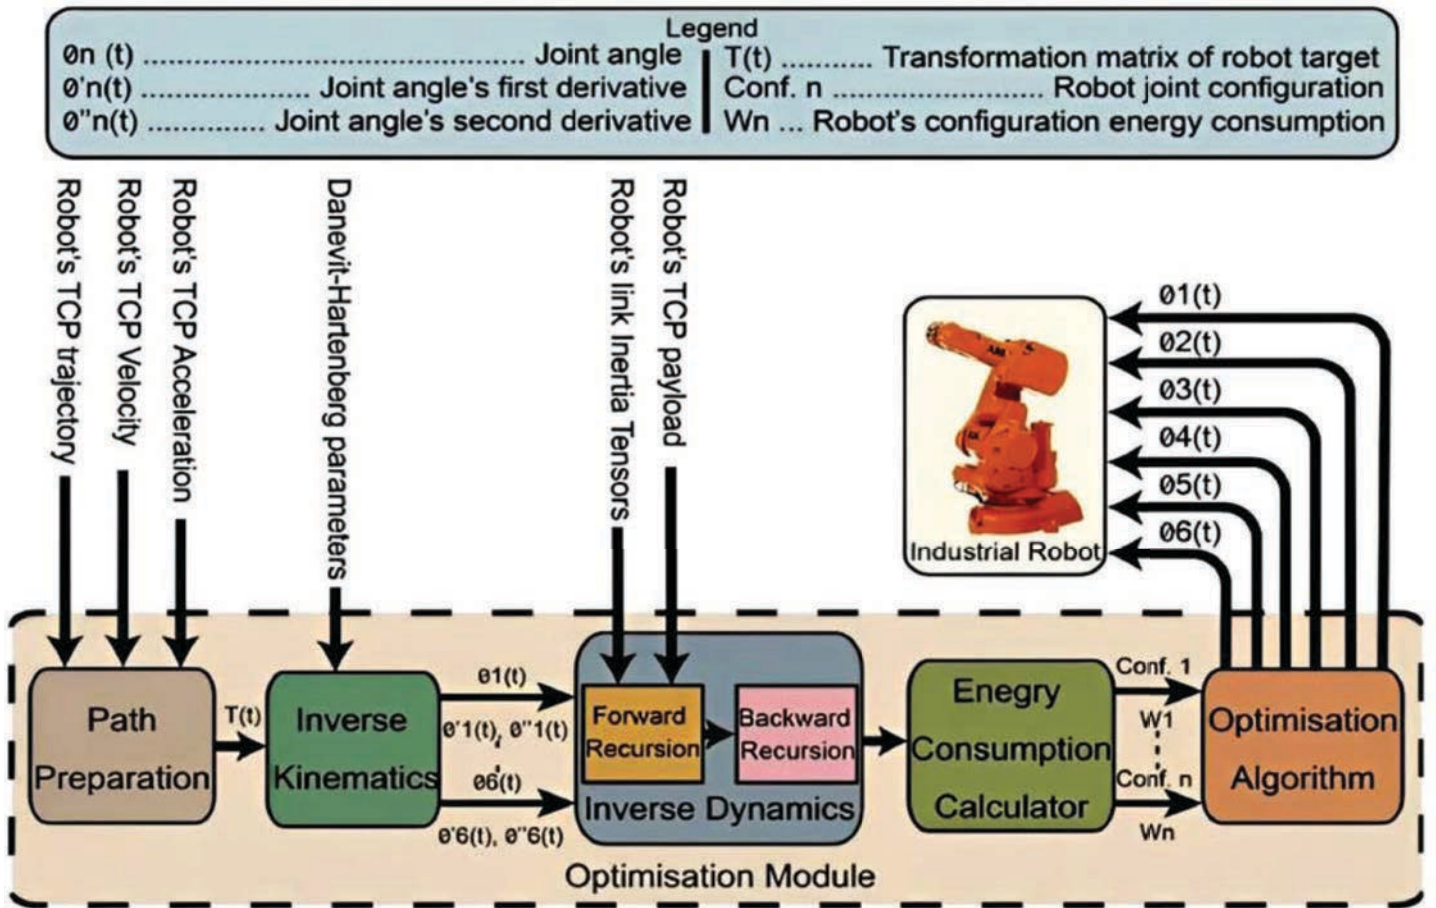 Legend
θn (t) ........................................ Joint angle
θ'n(t) .................. Joint angle's first derivative
θ''n(t) ............. Joint angle's second derivative
T(t) ........... Transformation matrix of robot target
Conf. n ......................... Robot joint configuration
Wn ... Robot's configuration energy consumption
Robot's TCP trajectory
Robot's TCP Velocity
Robot's TCP Acceleration
Danevit-Hartenberg parameters
Robot's link Inertia Tensors
Robot's TCP payload
θ1(t)
θ2(t)
θ3(t)
θ4(t)
θ5(t)
θ6(t)
Industrial Robot
Path
Preparation
T(t)
Inverse
Kinematics
θ1(t)
θ'1(t), θ''1(t)
θ6(t)
θ'6(t), θ''6(t)
Forward
Recursion
Backward
Recursion
Inverse Dynamics
Enegry
Consumption
Calculator
Conf. 1
W1
Conf. n
Wn
Optimisation
Algorithm
Optimisation Module